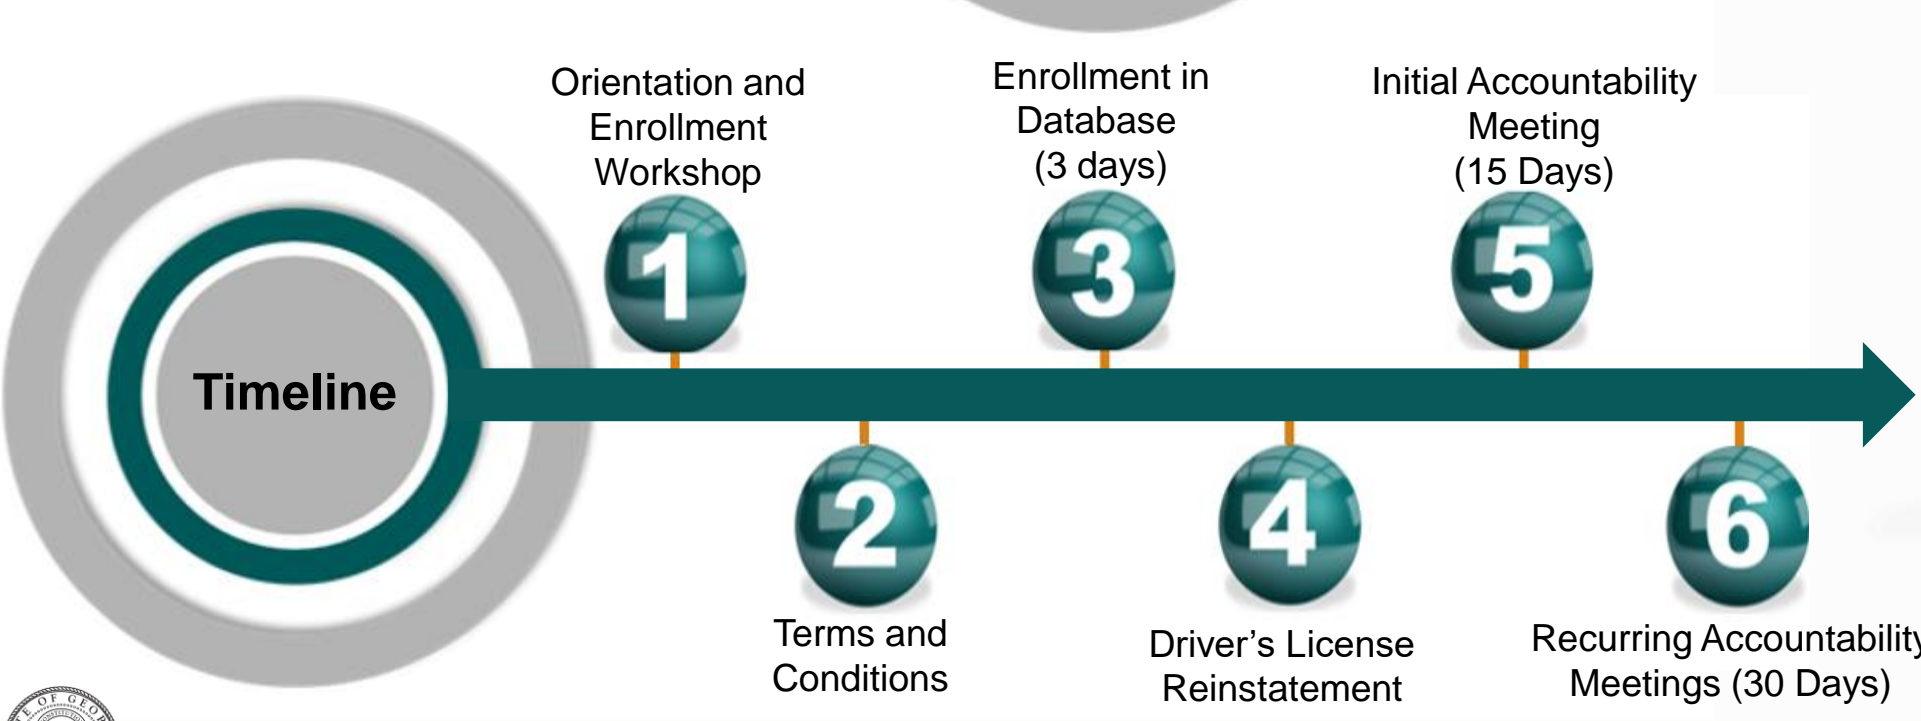 Timeline
Orientation and
Enrollment
Workshop
1
2
Terms and
Conditions
Enrollment in
Database
(3 days)
3
4
Driver’s License
Reinstatement
Initial Accountability
Meeting
(15 Days)
5
6
Recurring Accountability
Meetings (30 Days)
OF